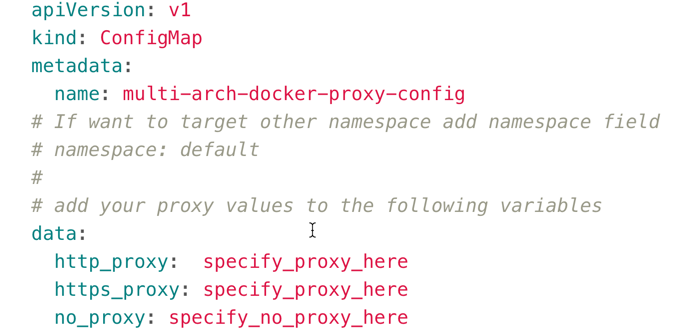 apiVersion: v1
kind: ConfigMap
metadata:
  name: multi-arch-docker-proxy-config
# If want to target other namespace add namespace field
# namespace: default
#
# add your proxy values to the following variables
data:
  http_proxy:  specify_proxy_here
  https_proxy: specify_proxy_here
  no_proxy: specify_no_proxy_here